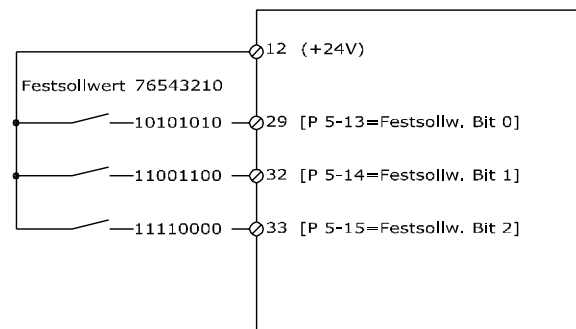 12 (+24V)
Festsollwert 76543210
10101010 29 [P 5-13=Festsollw. Bit 0]
11001100 32 [P 5-14=Festsollw. Bit 1]
11110000 33 [P 5-15=Festsollw. Bit 2]